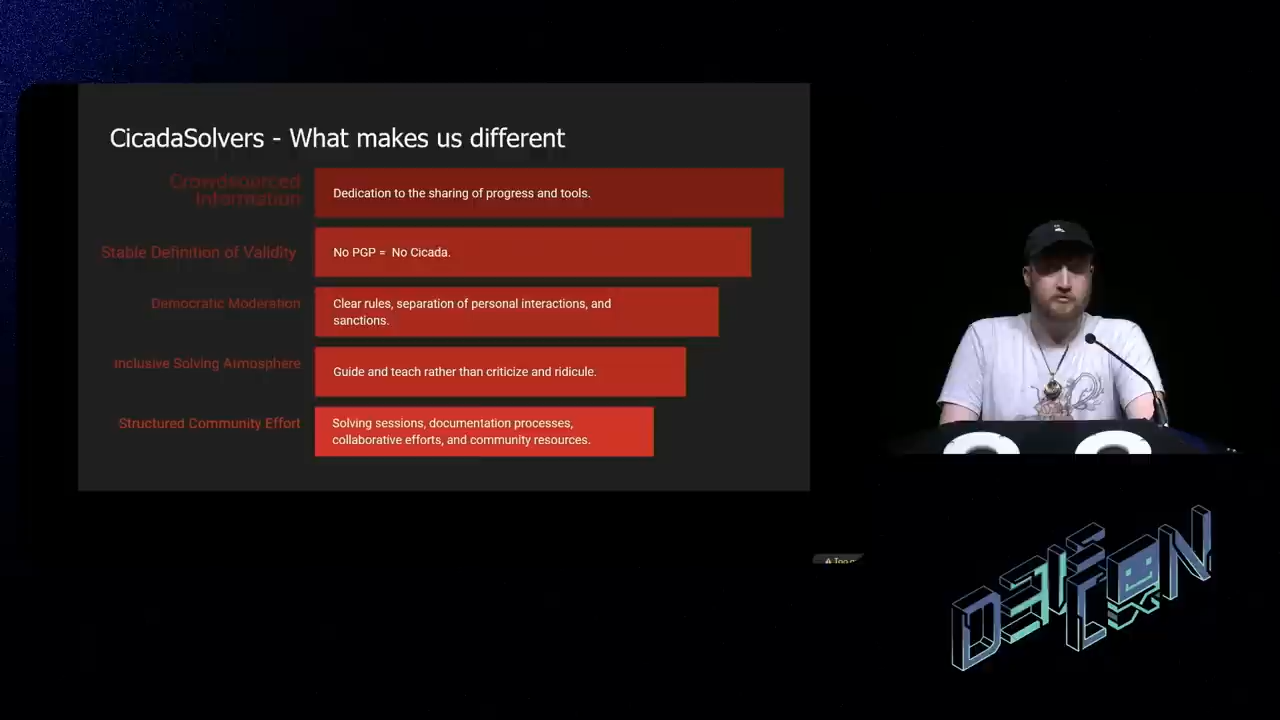 CicadaSolvers - What makes us different
Crowdsourced
Information
Dedication to the sharing of progress and tools.
Stable Definition of Validity
No PGP = No Cicada.
Democratic Moderation
Clear rules, separation of personal interactions, and
sanctions.
Inclusive Solving Atmosphere
Guide and teach rather than criticize and ridicule.
Structured Community Effort
Solving sessions, documentation processes,
collaborative efforts, and community resources.
DEF
CON